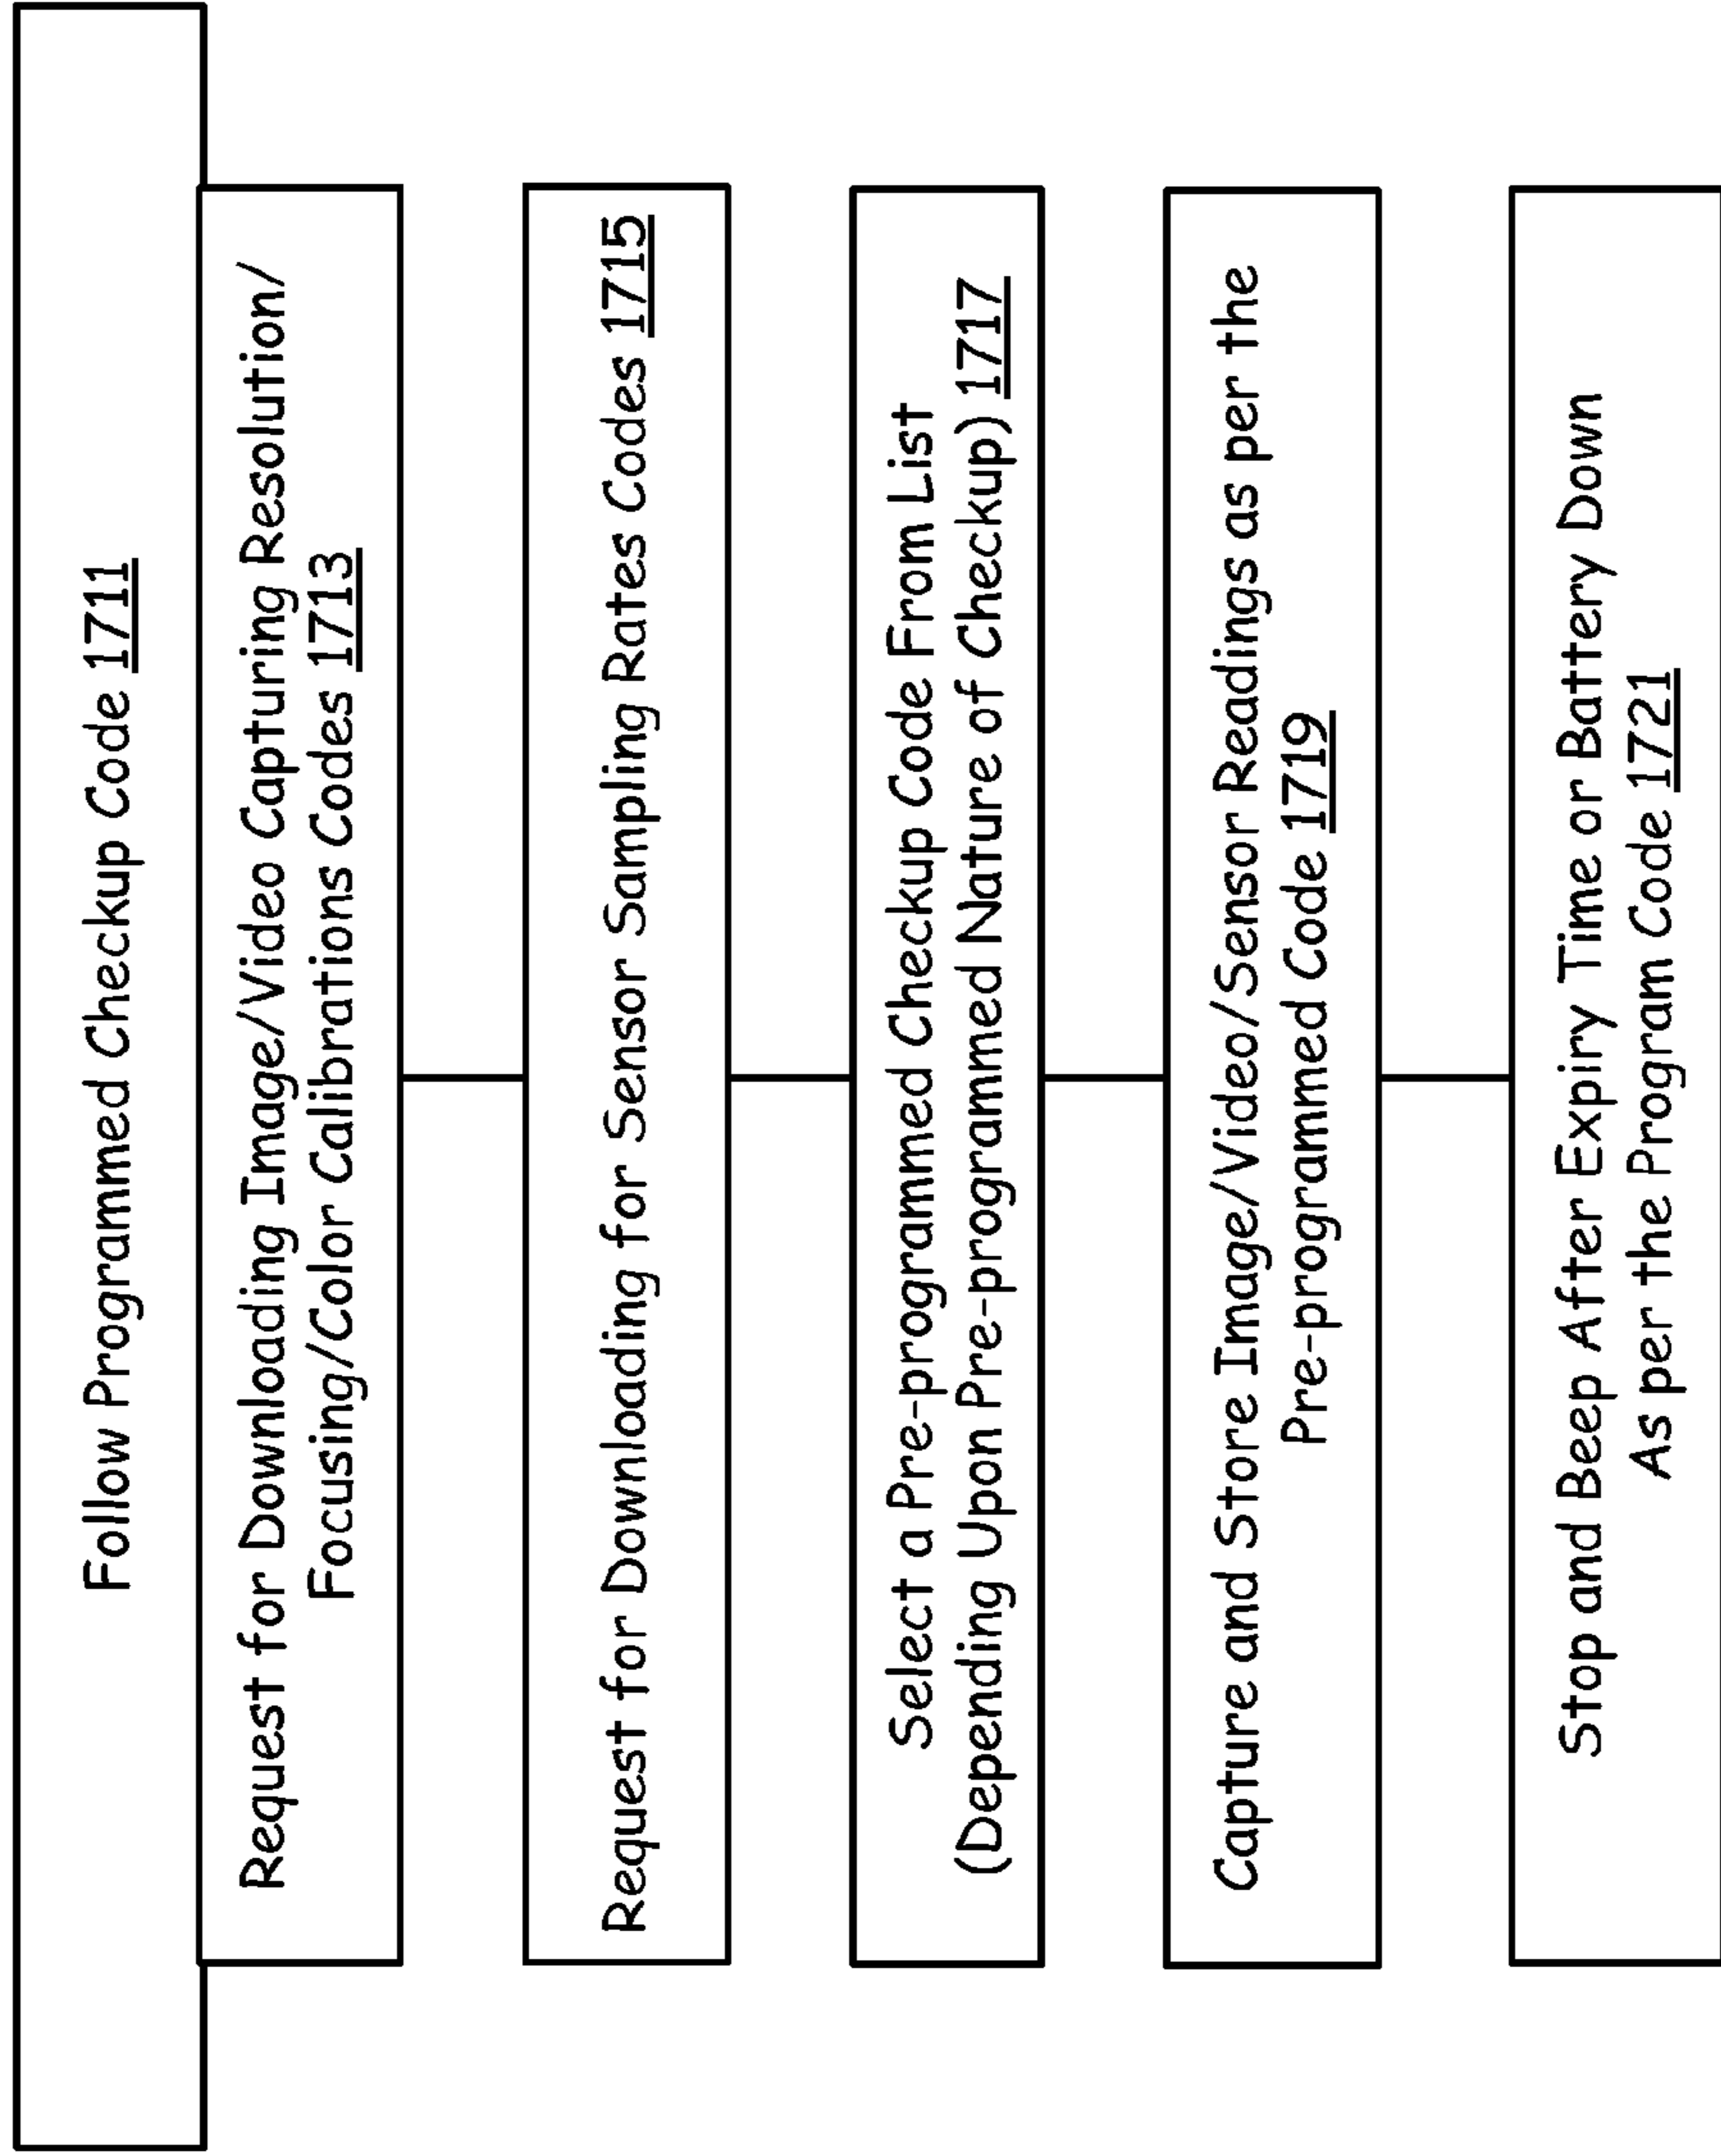 Follow Programmed Checkup Code 1711
Request for Downloading Image/Video Capturing Resolution/
Focusing/Color Calibrations Codes 1713
Request for Downloading for Sensor Sampling Rates Codes 1715
Select a Pre-programmed Checkup Code From List
(Depending Upon Pre-programmed Nature of Checkup) 1717
Capture and Store Image/Video/Sensor Readings as per the
Pre-programmed Code 1719
Stop and Beep After Expiry Time or Battery Down
As per the Program Code 1721